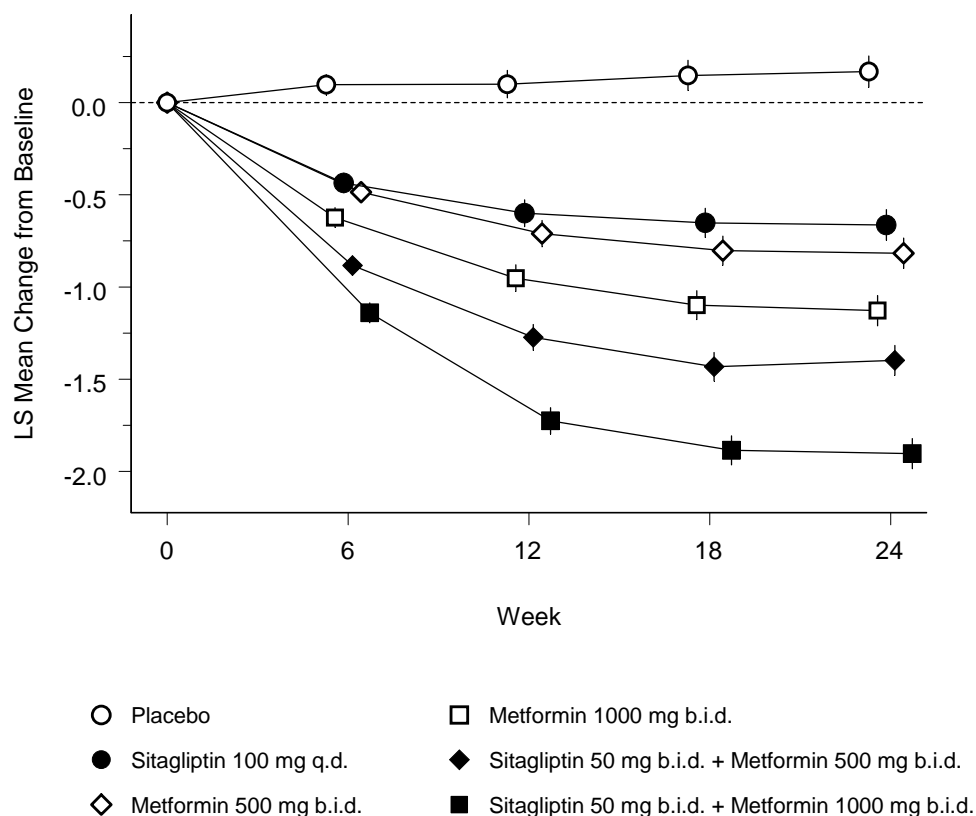 LS Mean Change from Baseline
0.0
-0.5
-1.0
-1.5
-2.0
0 6 12 18 24
Week
Placebo
Sitagliptin 100 mg q.d.
Metformin 500 mg b.i.d.
Metformin 1000 mg b.i.d.
Sitagliptin 50 mg b.i.d. + Metformin 500 mg b.i.d.
Sitagliptin 50 mg b.i.d. + Metformin 1000 mg b.i.d.